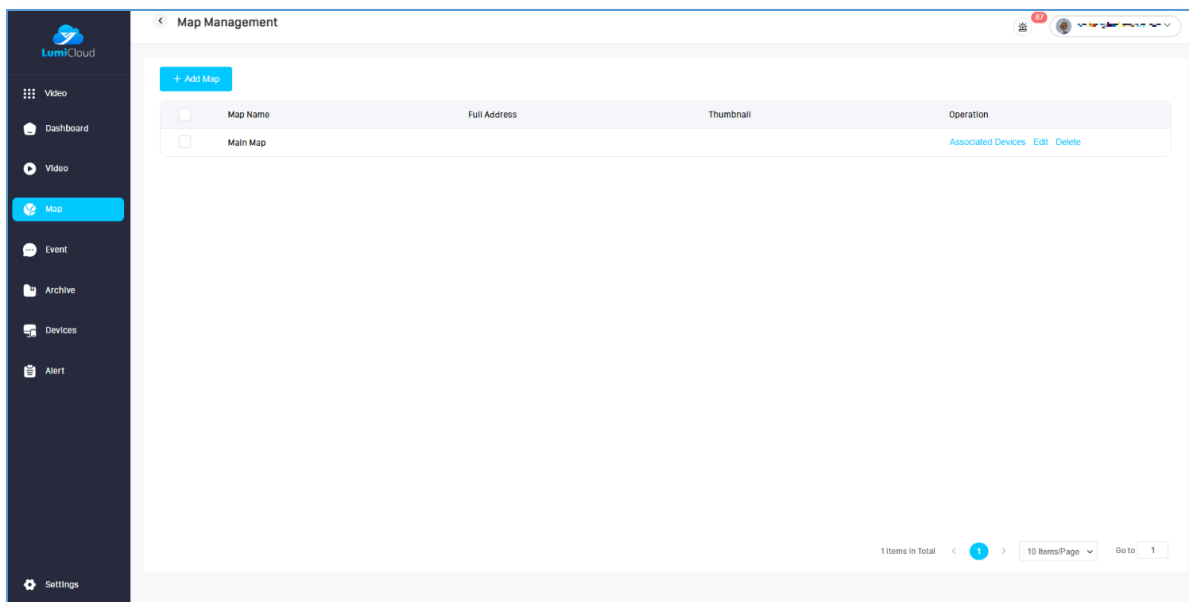 LumiCloud
Map Management
87
Video
Dashboard
Video
Map
Event
Archive
Devices
Alert
Settings
+ Add Map
Map Name Full Address Thumbnail Operation
Main Map Associated Devices Edit Delete
1 items in Total < 1 > 10 Items/Page Go to 1